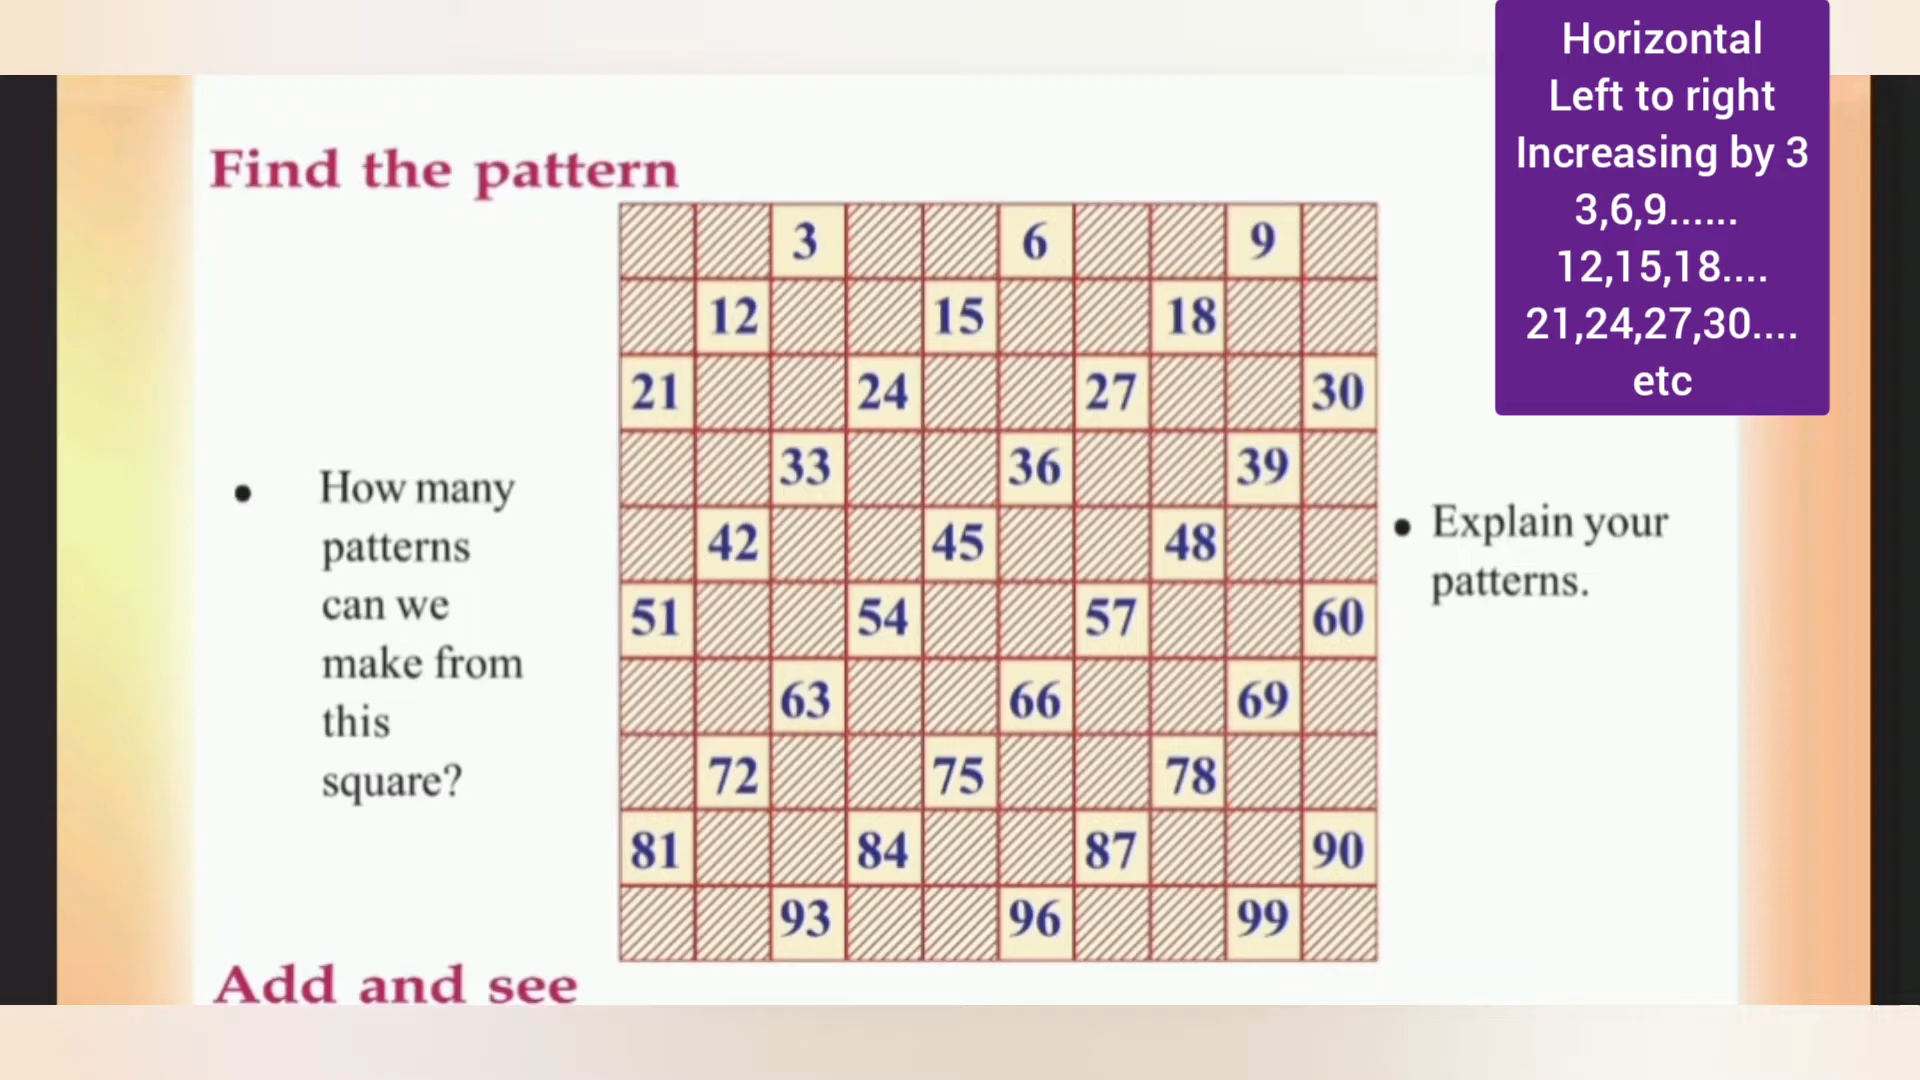 Horizontal
Left to right
Increasing by 3
3,6,9......
12,15,18....
21,24,27,30....
etc
Find the pattern
3 6 9
12 15 18
21 24 27 30
33 36 39
42 45 48
51 54 57 60
63 66 69
72 75 78
81 84 87 90
93 96 99
• How many
patterns
can we
make from
this
square?
• Explain your
patterns.
Add and see